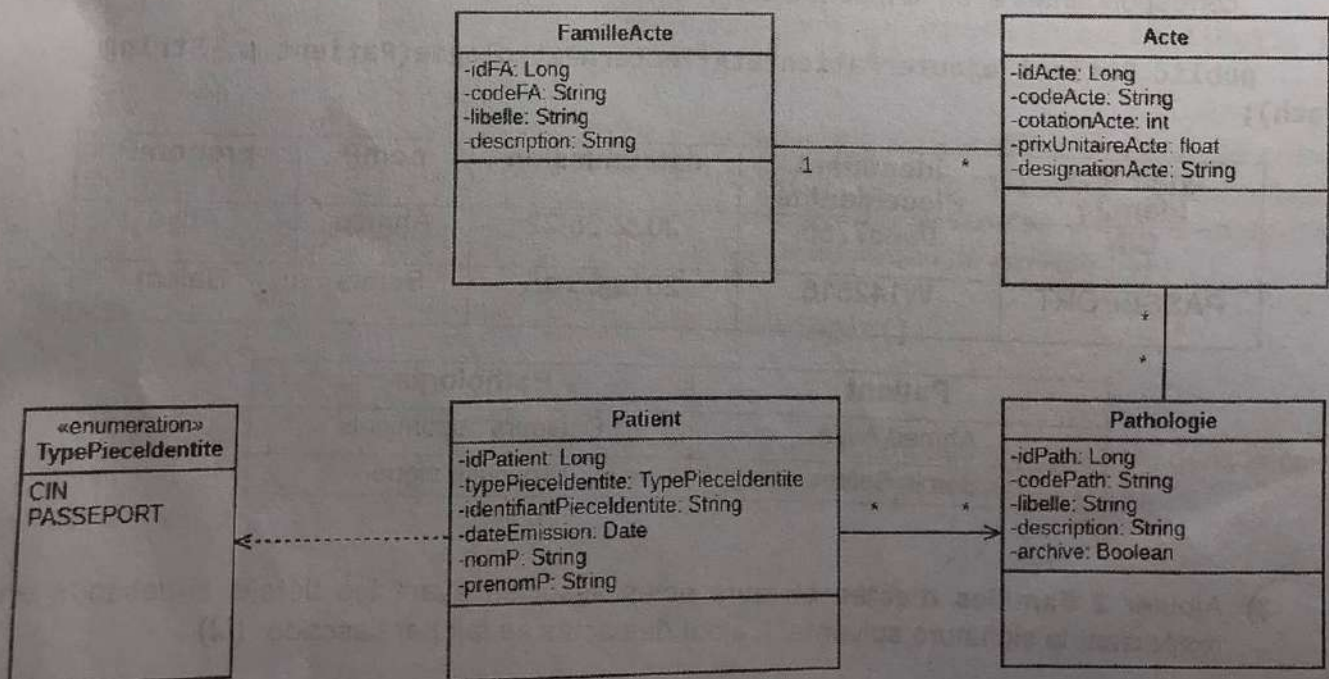 FamilleActe
-idFA: Long
-codeFA: String
-libelle: String
-description: String
1
*
Acte
-idActe: Long
-codeActe: String
-cotationActe: int
-prixUnitaireActe: float
-designationActe: String
*
*
«enumeration»
TypePieceIdentite
CIN
PASSEPORT
Patient
-idPatient: Long
-typePieceIdentite: TypePieceIdentite
-identifiantPieceIdentite: String
-dateEmission: Date
-nomP: String
-prenomP: String
*
*
Pathologie
-idPath: Long
-codePath: String
-libelle: String
-description: String
-archive: Boolean